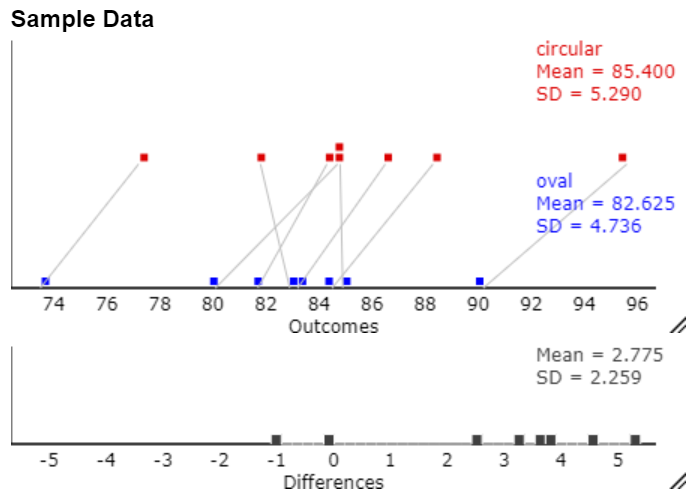 Sample Data
circular
Mean = 85.400
SD = 5.290
oval
Mean = 82.625
SD = 4.736
74 76 78 80 82 84 86 88 90 92 94 96
Outcomes
Mean = 2.775
SD = 2.259
-5 -4 -3 -2 -1 0 1 2 3 4 5
Differences